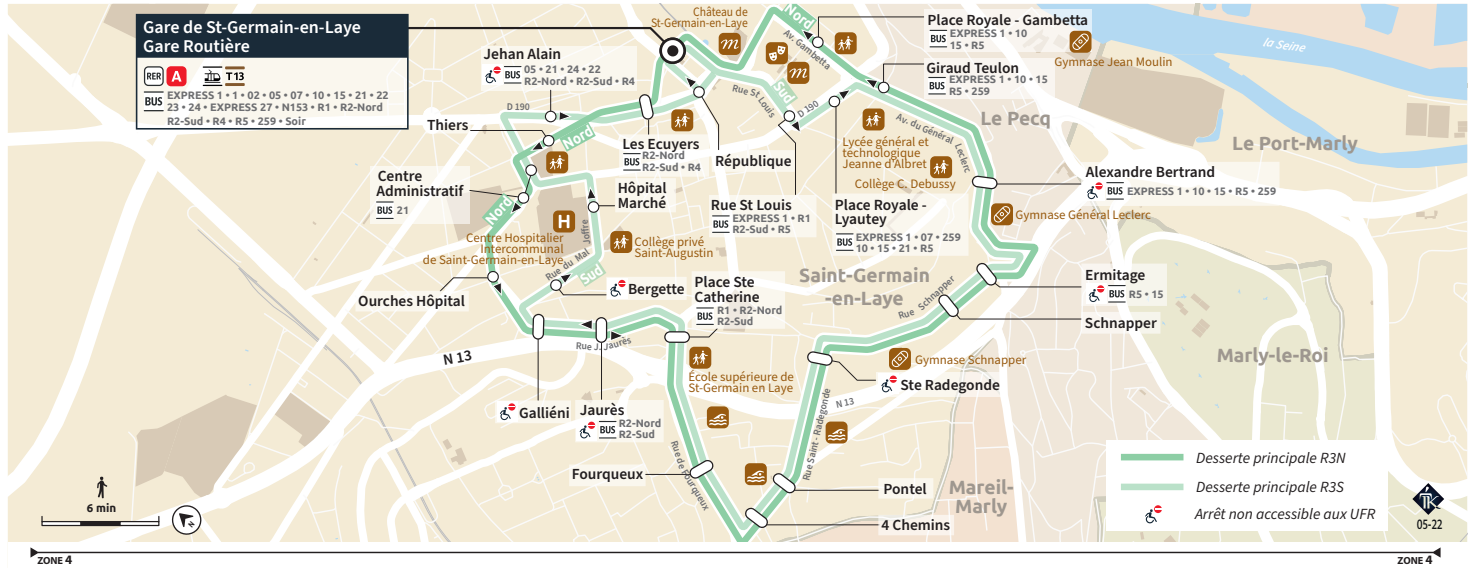 Gare de St-Germain-en-Laye
Gare Routière
RER A T13
BUS EXPRESS 1 • 1 • 02 • 05 • 07 • 10 • 15 • 21 • 22
23 • 24 • EXPRESS 27 • N153 • R1 • R2-Nord
R2-Sud • R4 • R5 • 259 • Soir
Château de
St-Germain-en-Laye
Nord
Av. Gambetta
Place Royale - Gambetta
BUS EXPRESS 1 • 10
15 • R5
Gymnase Jean Moulin
la Seine
Jehan Alain
BUS 05 • 21 • 24 • 22
R2-Nord • R2-Sud • R4
Giraud Teulon
BUS EXPRESS 1 • 10 • 15
R5 • 259
D 190
Rue St Louis
Sud
D 190
Thiers
Nord
Les Ecuyers
BUS R2-Nord
R2-Sud • R4
République
Av. du Général Leclerc
Le Pecq
Le Port-Marly
Lycée général et
technologique
Jeanne d'Albret
Collège C. Debussy
Centre
Administratif
BUS 21
Alexandre Bertrand
BUS EXPRESS 1 • 10 • 15 • R5 • 259
Hôpital
Marché
Rue St Louis
BUS EXPRESS 1 • R1
R2-Sud • R5
Place Royale -
Lyautey
BUS EXPRESS 1 • 07 • 259
10 • 15 • 21 • R5
Gymnase Général Leclerc
Nord
H
Centre Hospitalier
Intercommunal
de Saint-Germain-en-Laye
Rue du Mal Joffre
Sud
Collège privé
Saint-Augustin
Saint-Germain
-en-Laye
Ourches Hôpital
Bergette
Place Ste
Catherine
BUS R1 • R2-Nord
R2-Sud
Rue Schnapper
Ermitage
BUS R5 • 15
Schnapper
N 13
Rue J. Jaurès
Gymnase Schnapper
Marly-le-Roi
École supérieure de
St-Germain en Laye
Ste Radegonde
N 13
Galliéni
Jaurès
BUS R2-Nord
R2-Sud
Rue de Fourqueux
Rue Saint - Radegonde
Fourqueux
Pontel
Mareil-
Marly
4 Chemins
Desserte principale R3N
Desserte principale R3S
Arrêt non accessible aux UFR
6 min
05-22
ZONE 4
ZONE 4